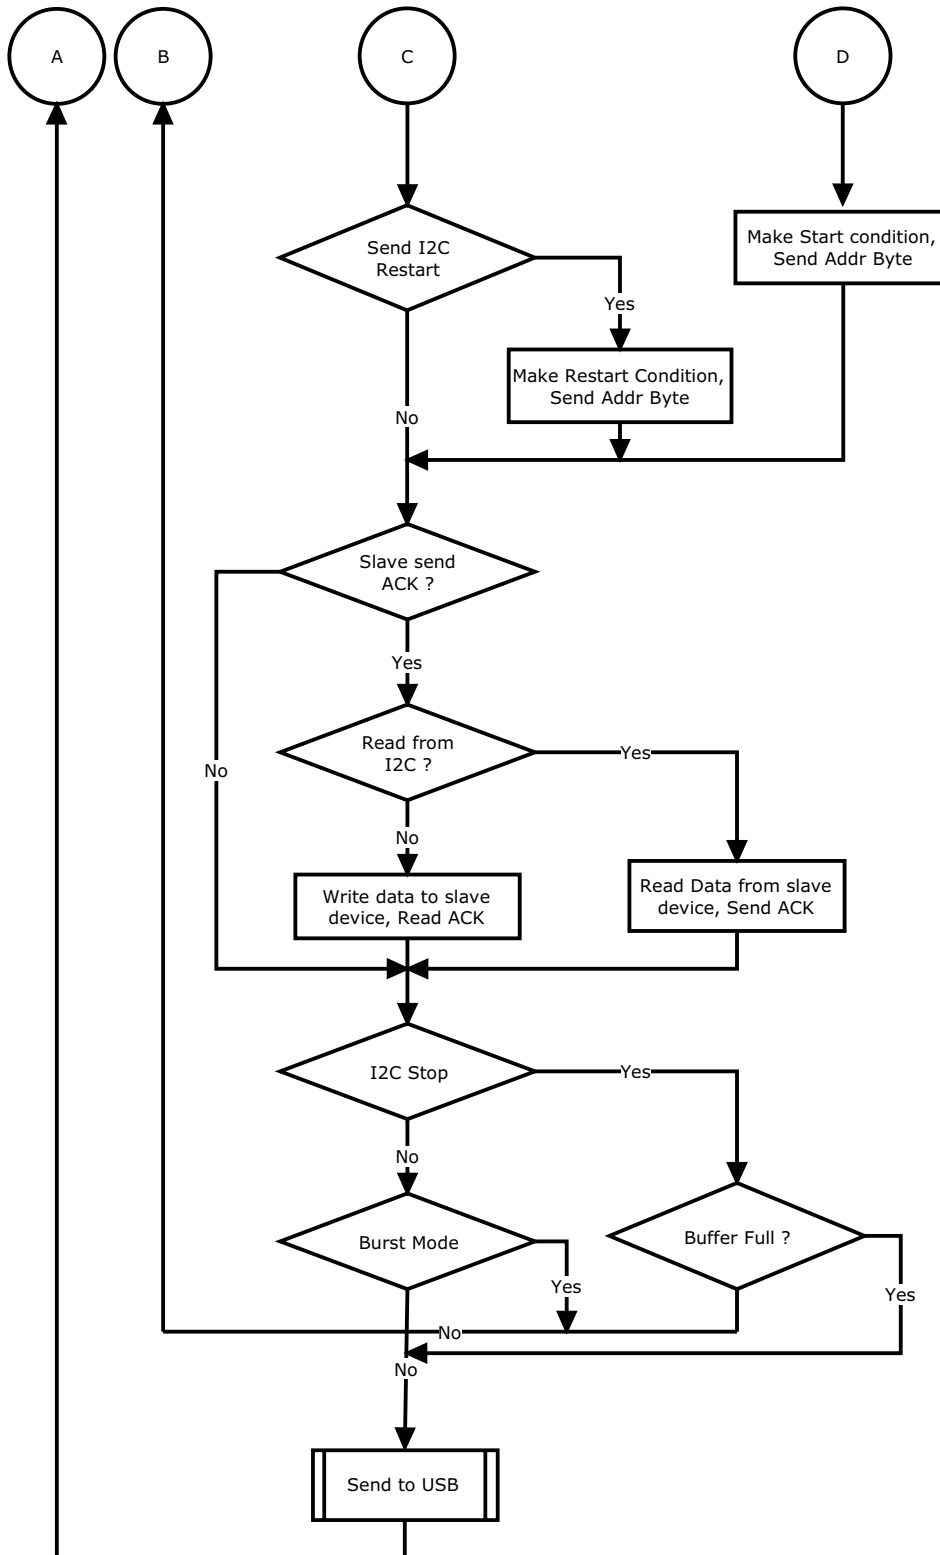 A
B
C
D
Send I2C
Restart
Make Start condition,
Send Addr Byte
Yes
Make Restart Condition,
Send Addr Byte
No
Slave send
ACK ?
Yes
Read from
I2C ?
Yes
No
No
Write data to slave
device, Read ACK
Read Data from slave
device, Send ACK
I2C Stop
Yes
No
Burst Mode
Buffer Full ?
Yes
Yes
No
No
Send to USB